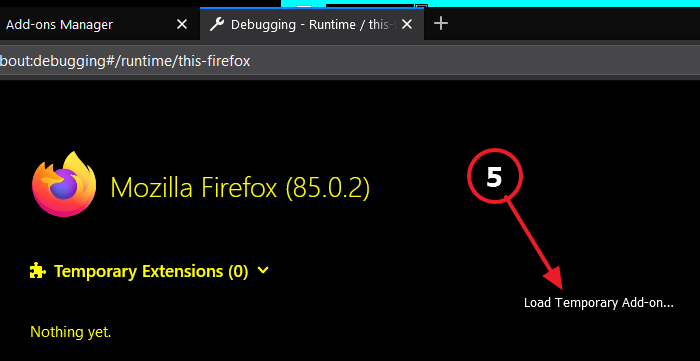 Add-ons Manager
Debugging - Runtime / this-
bout:debugging#/runtime/this-firefox
Mozilla Firefox (85.0.2)
5
Temporary Extensions (0)
Load Temporary Add-on...
Nothing yet.